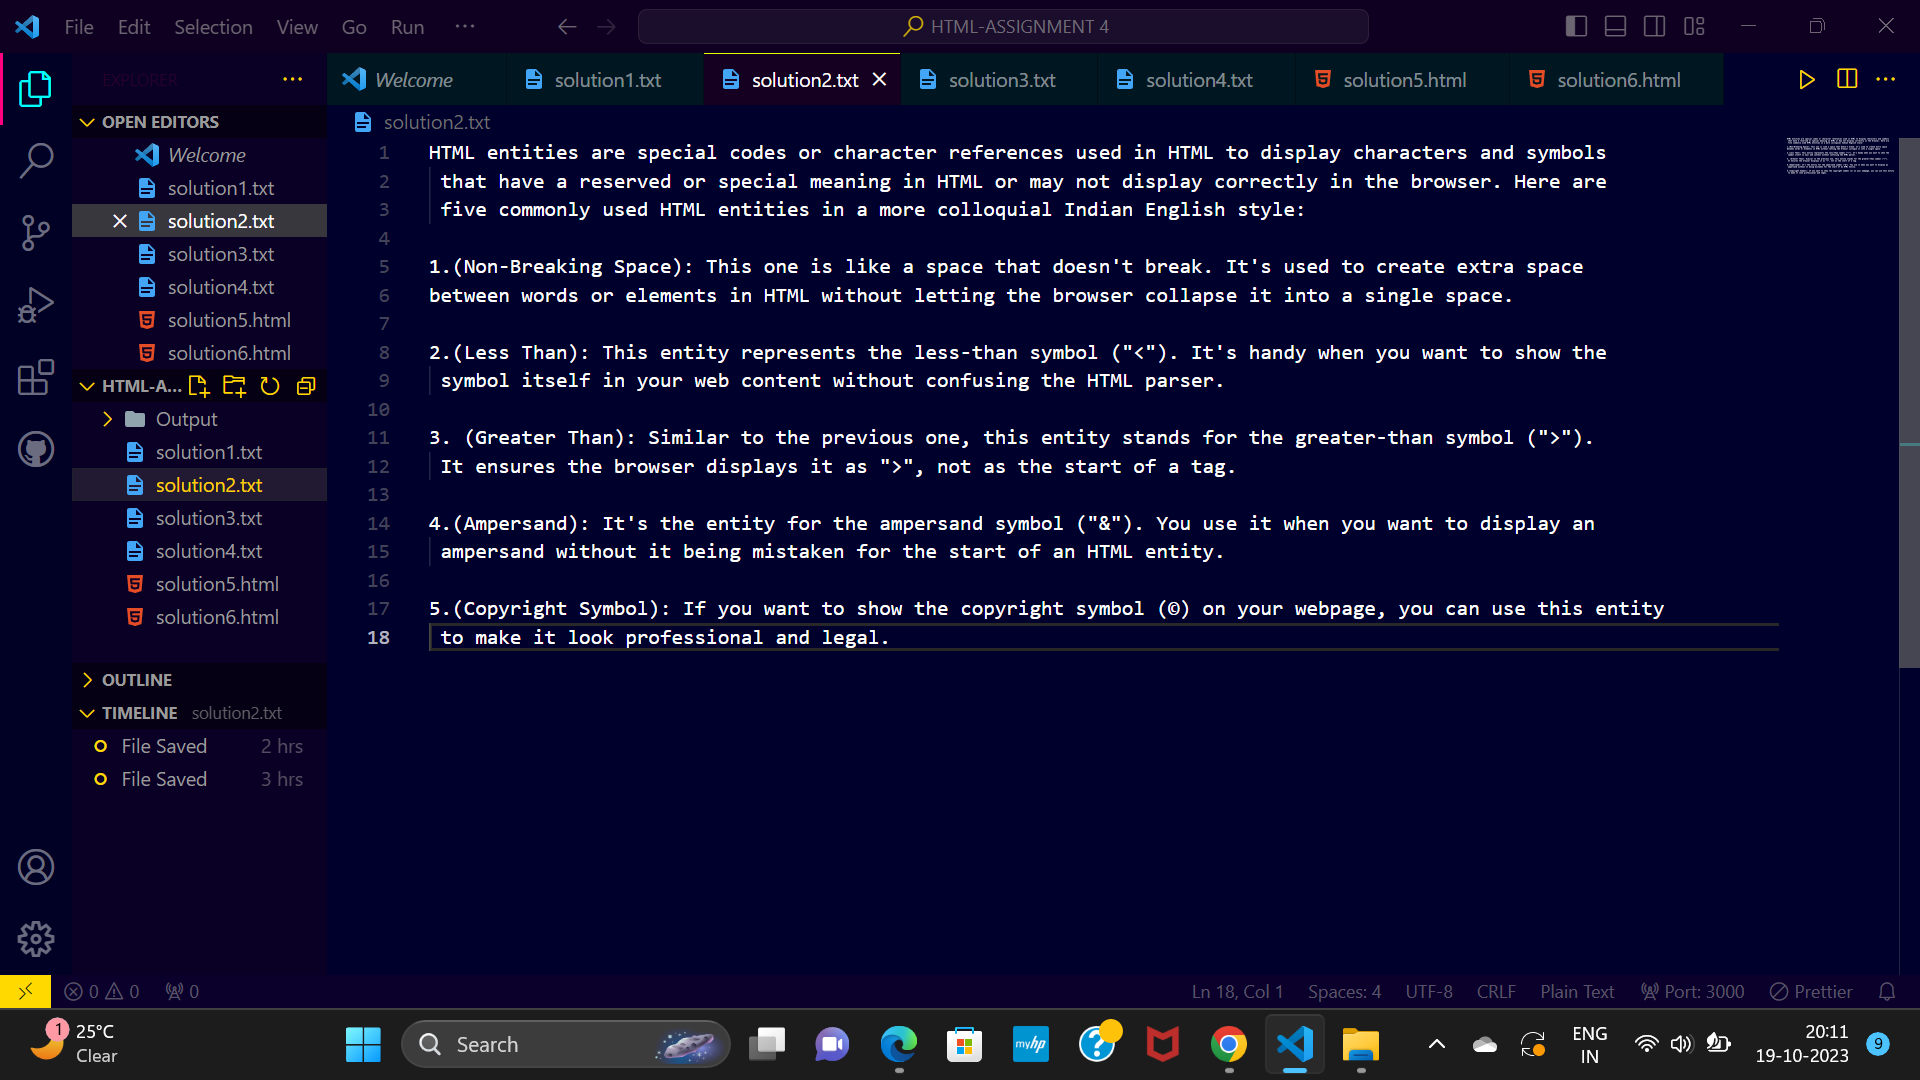 File Edit Selection View Go Run ··· HTML-ASSIGNMENT 4
EXPLORER ···
Welcome solution1.txt solution2.txt solution3.txt solution4.txt solution5.html solution6.html
OPEN EDITORS
Welcome
solution1.txt
solution2.txt
solution3.txt
solution4.txt
solution5.html
solution6.html
HTML-A...
Output
solution1.txt
solution2.txt
solution3.txt
solution4.txt
solution5.html
solution6.html
OUTLINE
TIMELINE solution2.txt
File Saved 2 hrs
File Saved 3 hrs
solution2.txt
1 HTML entities are special codes or character references used in HTML to display characters and symbols
2 that have a reserved or special meaning in HTML or may not display correctly in the browser. Here are
3 five commonly used HTML entities in a more colloquial Indian English style:
4
5 1.(Non-Breaking Space): This one is like a space that doesn't break. It's used to create extra space
6 between words or elements in HTML without letting the browser collapse it into a single space.
7
8 2.(Less Than): This entity represents the less-than symbol ("<"). It's handy when you want to show the
9 symbol itself in your web content without confusing the HTML parser.
10
11 3. (Greater Than): Similar to the previous one, this entity stands for the greater-than symbol (">").
12 It ensures the browser displays it as ">", not as the start of a tag.
13
14 4.(Ampersand): It's the entity for the ampersand symbol ("&"). You use it when you want to display an
15 ampersand without it being mistaken for the start of an HTML entity.
16
17 5.(Copyright Symbol): If you want to show the copyright symbol (©) on your webpage, you can use this entity
18 to make it look professional and legal.
0 0 0 Ln 18, Col 1 Spaces: 4 UTF-8 CRLF Plain Text Port: 3000 Prettier
1 25°C
Clear
Search
myhp
ENG
IN
20:11
19-10-2023
9